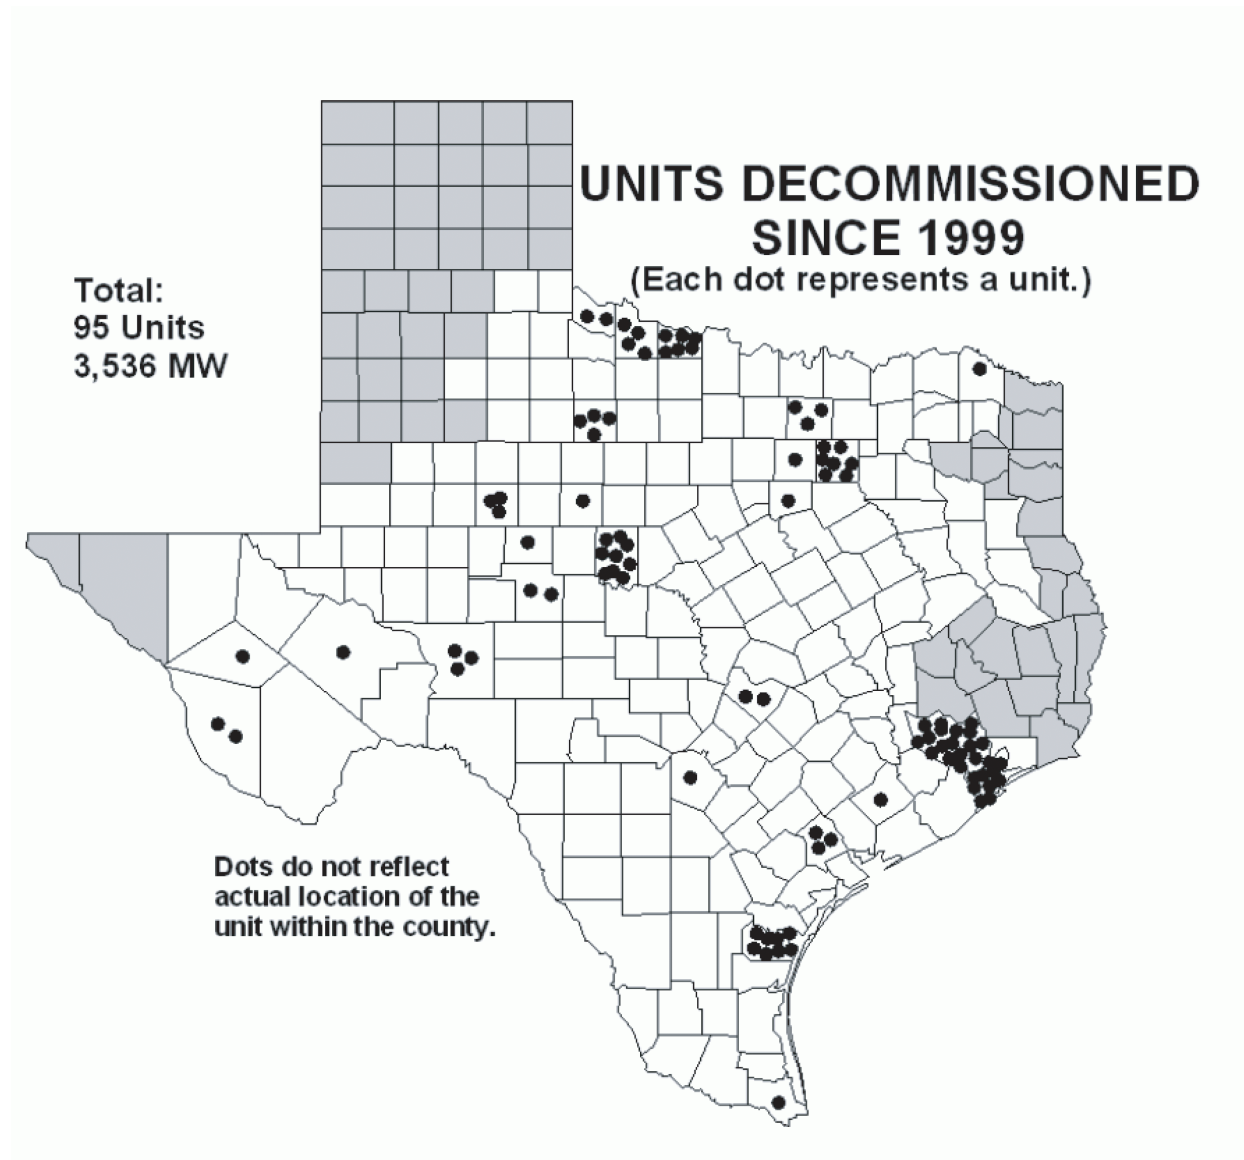 UNITS DECOMMISSIONED
SINCE 1999
(Each dot represents a unit.)
Total:
95 Units
3,536 MW
Dots do not reflect
actual location of the
unit within the county.